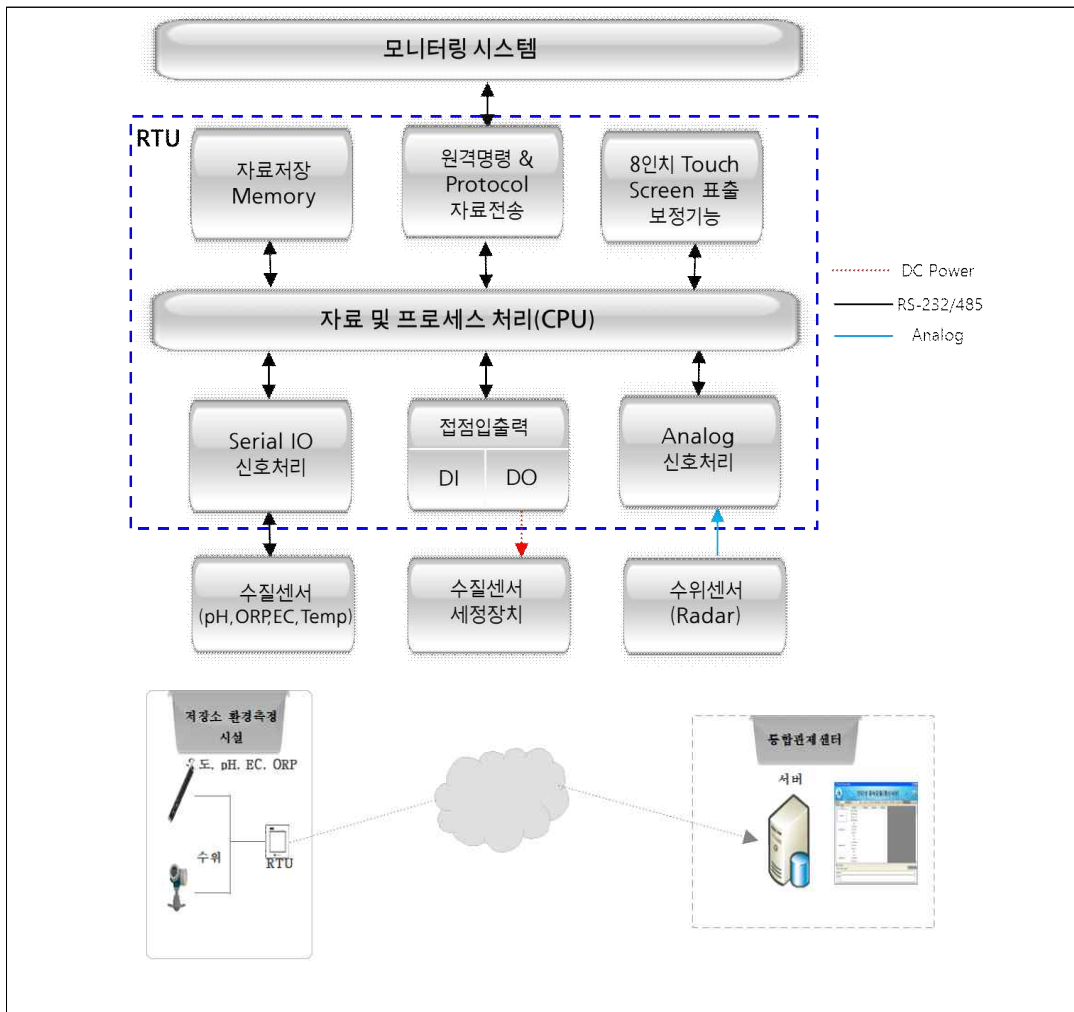 모니터링 시스템
RTU
자료저장
Memory
원격명령 &
Protocol
자료전송
8인치 Touch
Screen 표출
보정기능
DC Power
RS-232/485
Analog
자료 및 프로세스 처리(CPU)
Serial IO
신호처리
접점입출력
DI
DO
Analog
신호처리
수질센서
(pH,ORP,EC,Temp)
수질센서
세정장치
수위센서
(Radar)
저장소 환경측정
시설
도, pH. EC. ORP
수위
RTU
통합관제센터
서버